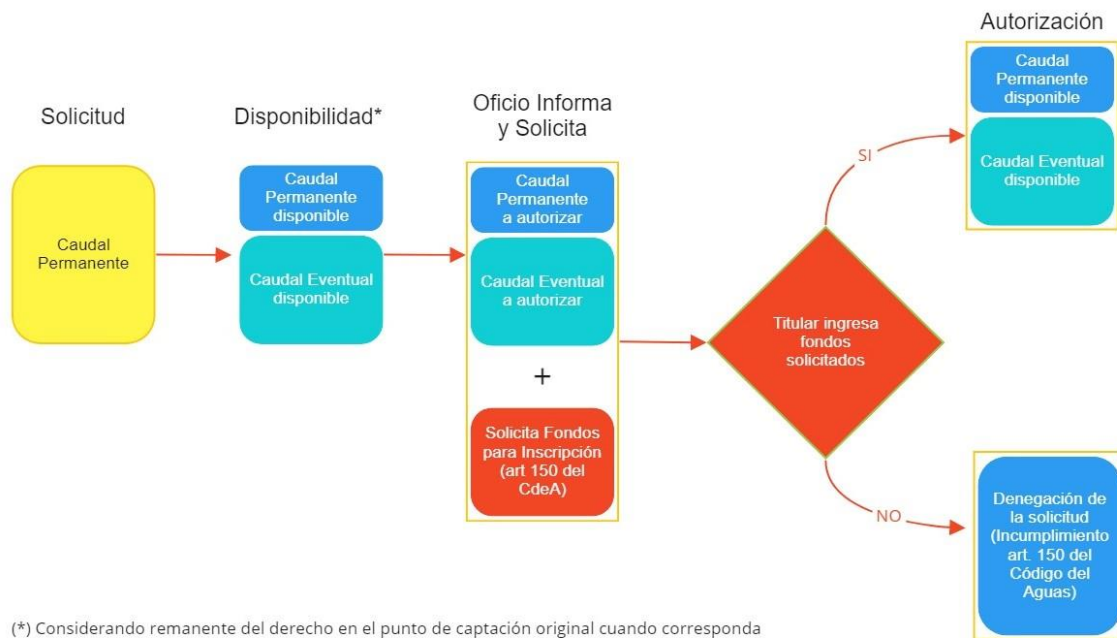 Solicitud
Caudal
Permanente
Disponibilidad*
Caudal
Permanente
disponible
Caudal Eventual
disponible
Oficio Informa
y Solicita
Caudal
Permanente
a autorizar
Caudal Eventual
a autorizar
+
Solicita Fondos
para Inscripción
(art 150 del
CdeA)
Titular ingresa
fondos
solicitados
SI
NO
Autorización
Caudal
Permanente
disponible
Caudal Eventual
disponible
Denegación de
la solicitud
(Incumplimiento
art. 150 del
Código del
Aguas)
(*) Considerando remanente del derecho en el punto de captación original cuando corresponda